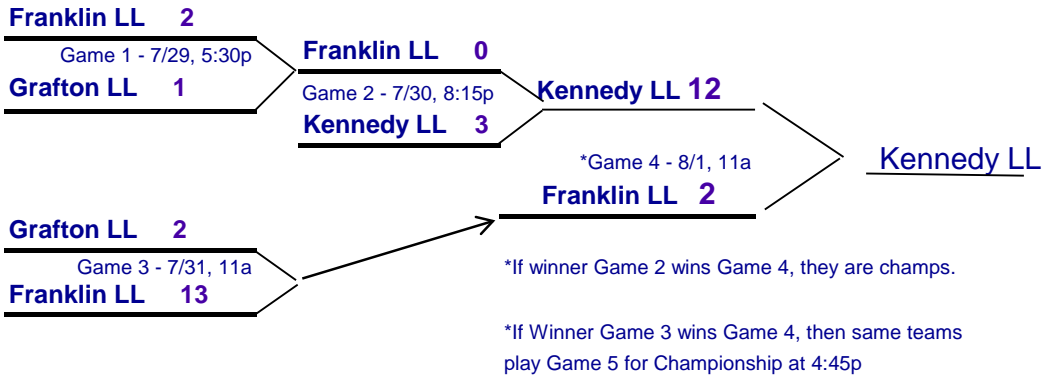 Franklin LL 2
Game 1 - 7/29, 5:30p
Grafton LL 1
Franklin LL 0
Game 2 - 7/30, 8:15p
Kennedy LL 3
Kennedy LL 12
*Game 4 - 8/1, 11a
Franklin LL 2
Kennedy LL
Grafton LL 2
Game 3 - 7/31, 11a
Franklin LL 13
*If winner Game 2 wins Game 4, they are champs.
*If Winner Game 3 wins Game 4, then same teams
play Game 5 for Championship at 4:45p